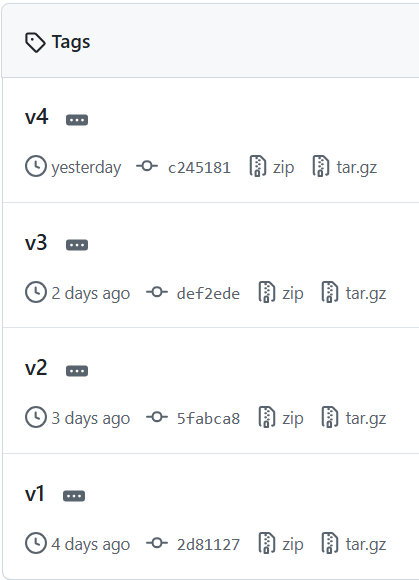 Tags
v4
yesterday c245181 zip tar.gz
v3
2 days ago def2ede zip tar.gz
v2
3 days ago 5fabca8 zip tar.gz
v1
4 days ago 2d81127 zip tar.gz